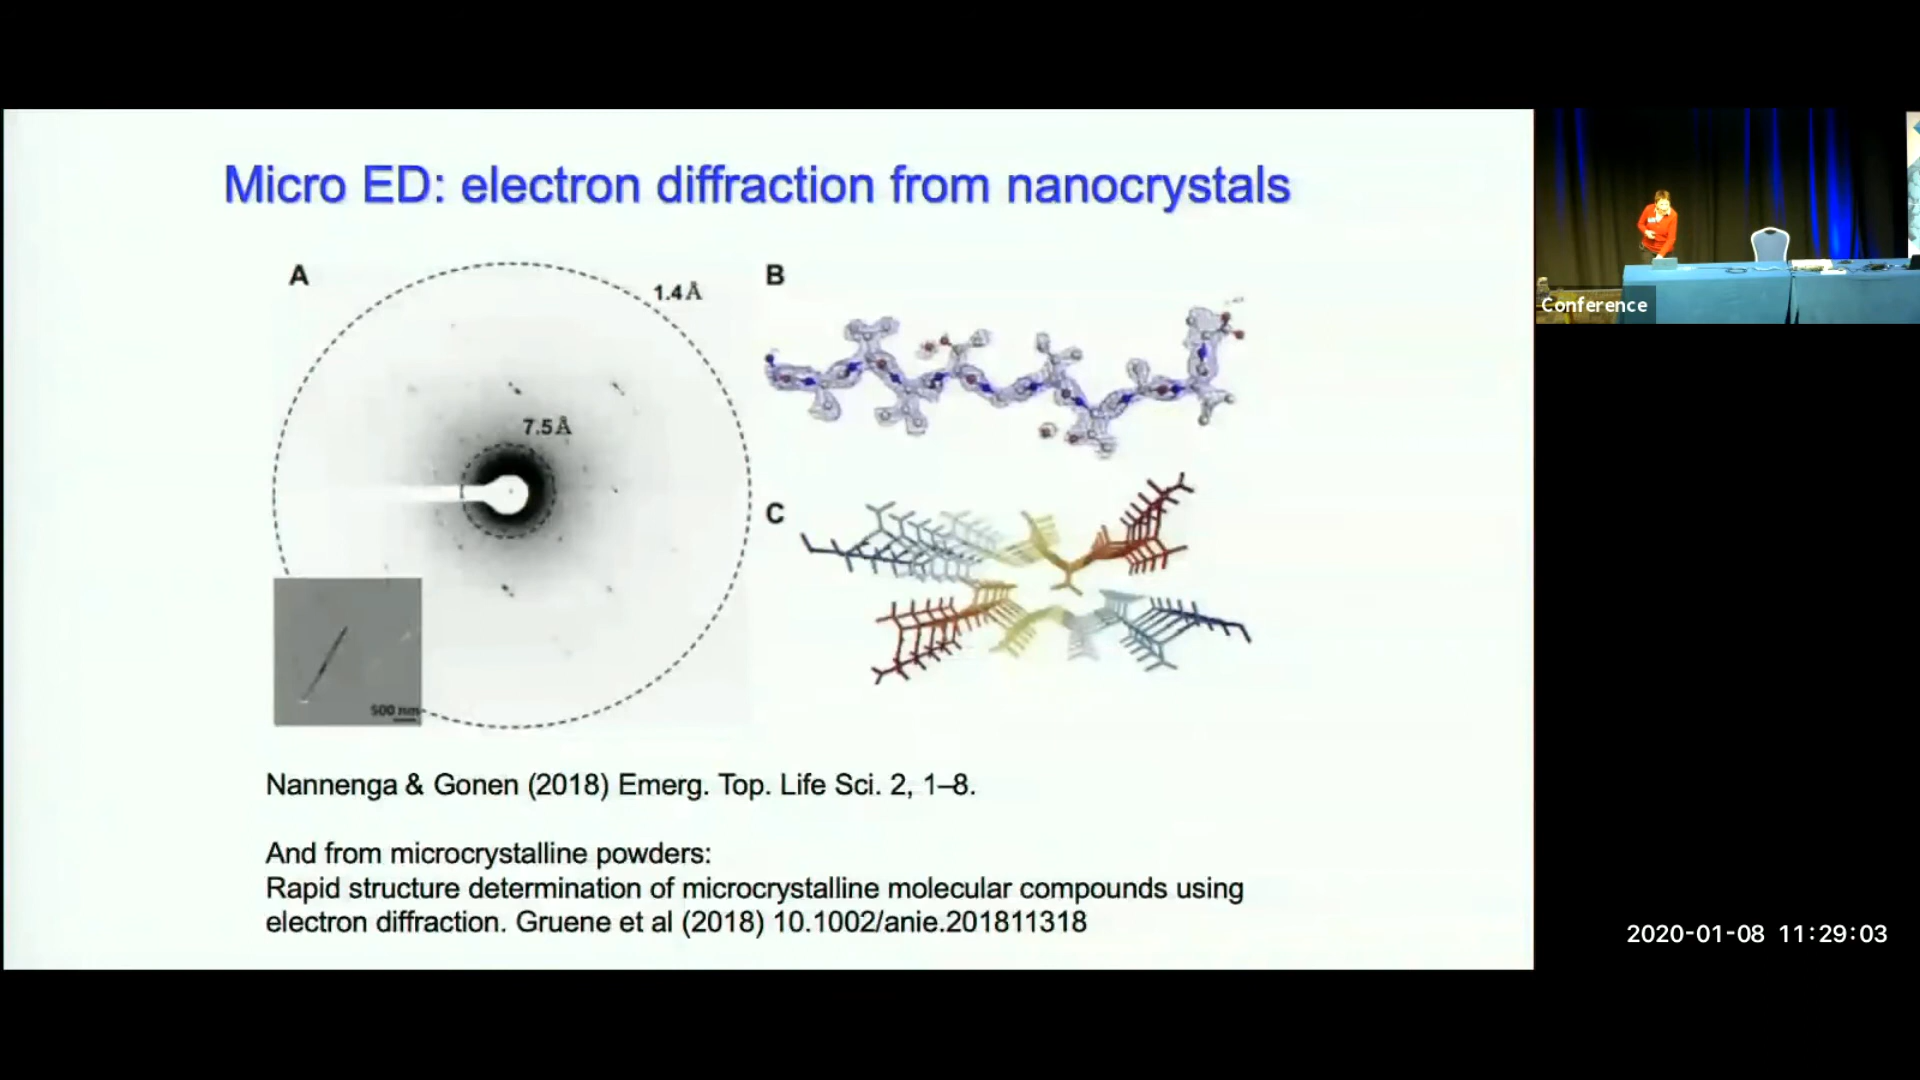 Micro ED: electron diffraction from nanocrystals
A
1.4Å
7.5Å
500 nm
B
C
Nannenga & Gonen (2018) Emerg. Top. Life Sci. 2, 1–8.
And from microcrystalline powders:
Rapid structure determination of microcrystalline molecular compounds using
electron diffraction. Gruene et al (2018) 10.1002/anie.201811318
Conference
2020-01-08 11:29:03